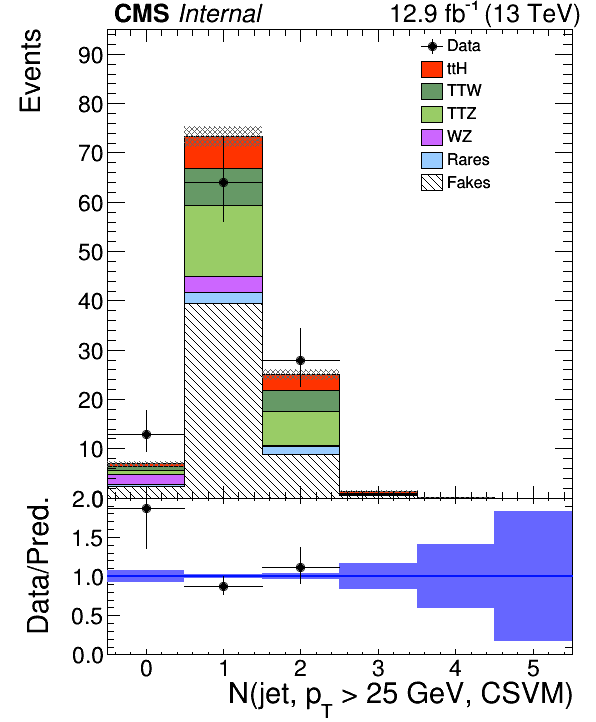 CMS Internal 12.9 fb-1 (13 TeV)
Events
90
80
70
60
50
40
30
20
10
Data
ttH
TTW
TTZ
WZ
Rares
Fakes
Data/Pred.
2.0
1.5
1.0
0.5
0.0
0 1 2 3 4 5
N(jet, pT > 25 GeV, CSVM)